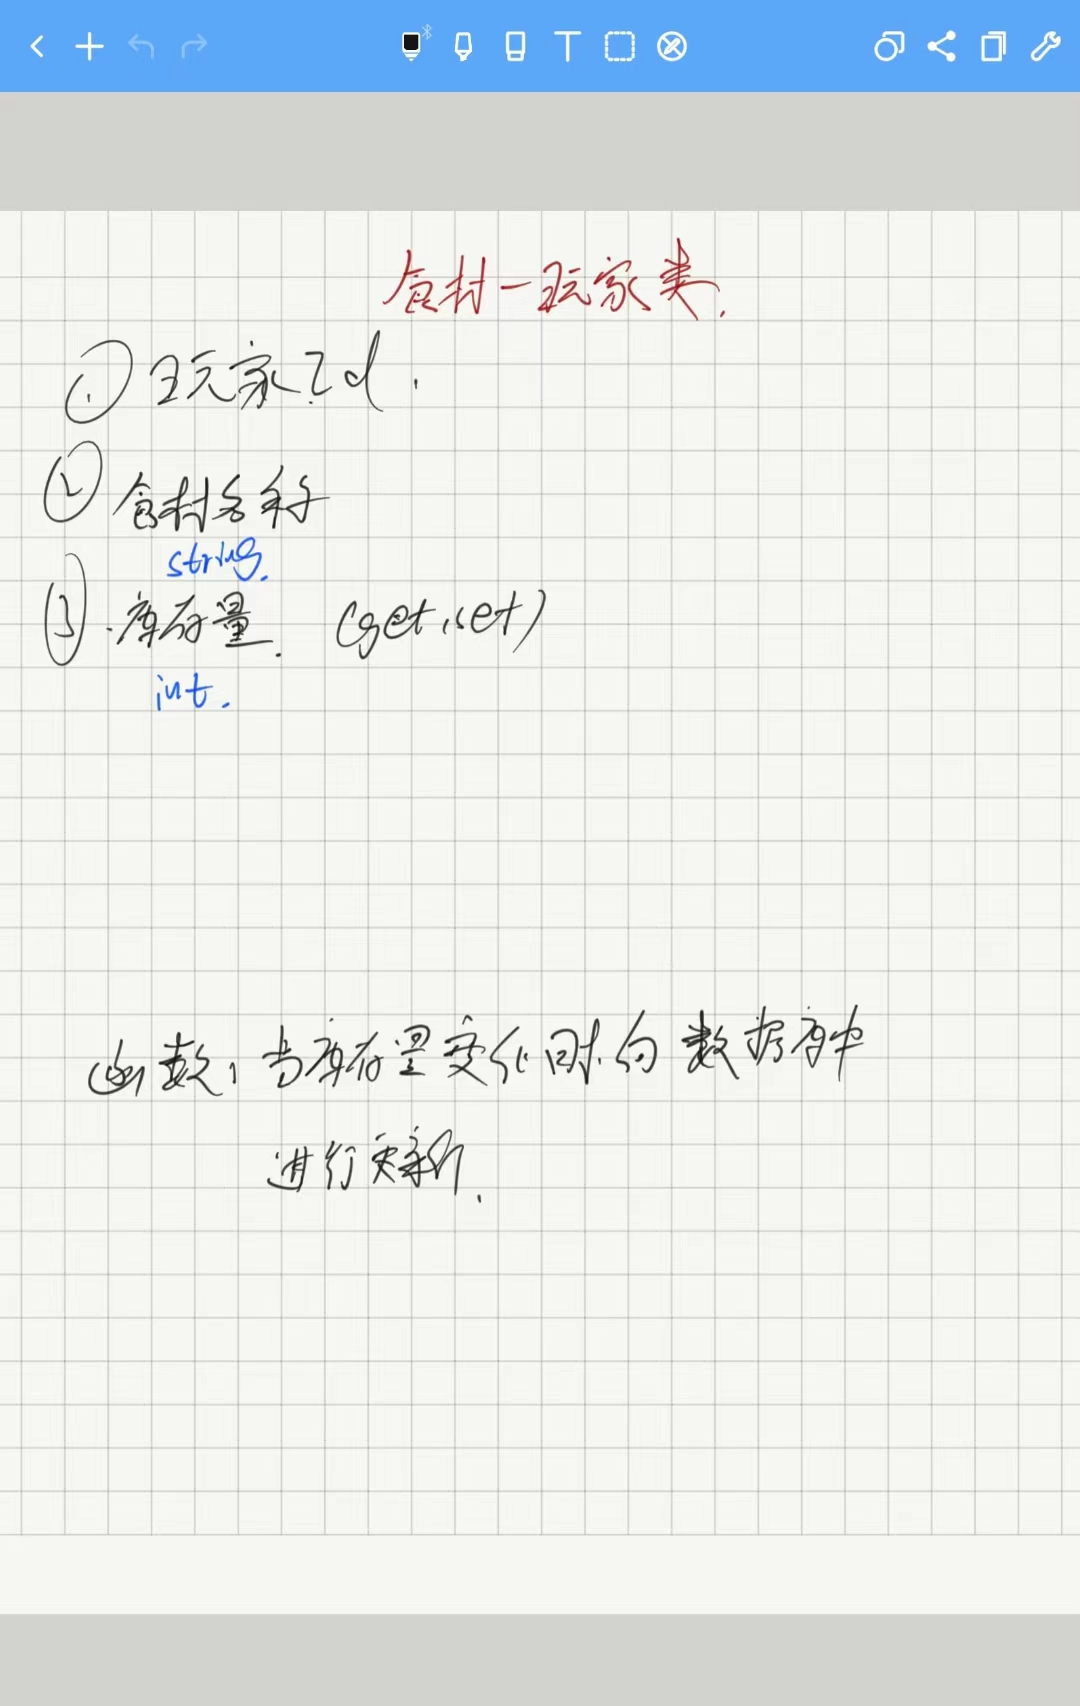 食材一玩家类.
① 玩家Id.
② 食材名称
string.
③.库存量. (get,set)
int.
函数:当库存量变化时向数据库中
进行更新.